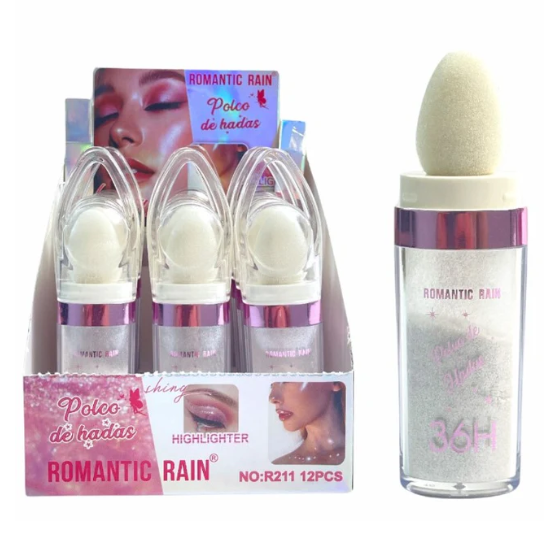 ROMANTIC RAIN
Polco
de hadas
ROMANTIC RAIN
ROMANTIC RAIN
ROMANTIC RAIN
shing
Polco
de hadas
HIGHLIGHTER
ROMANTIC RAIN®
NO:R211 12PCS
ROMANTIC RAIN
36H